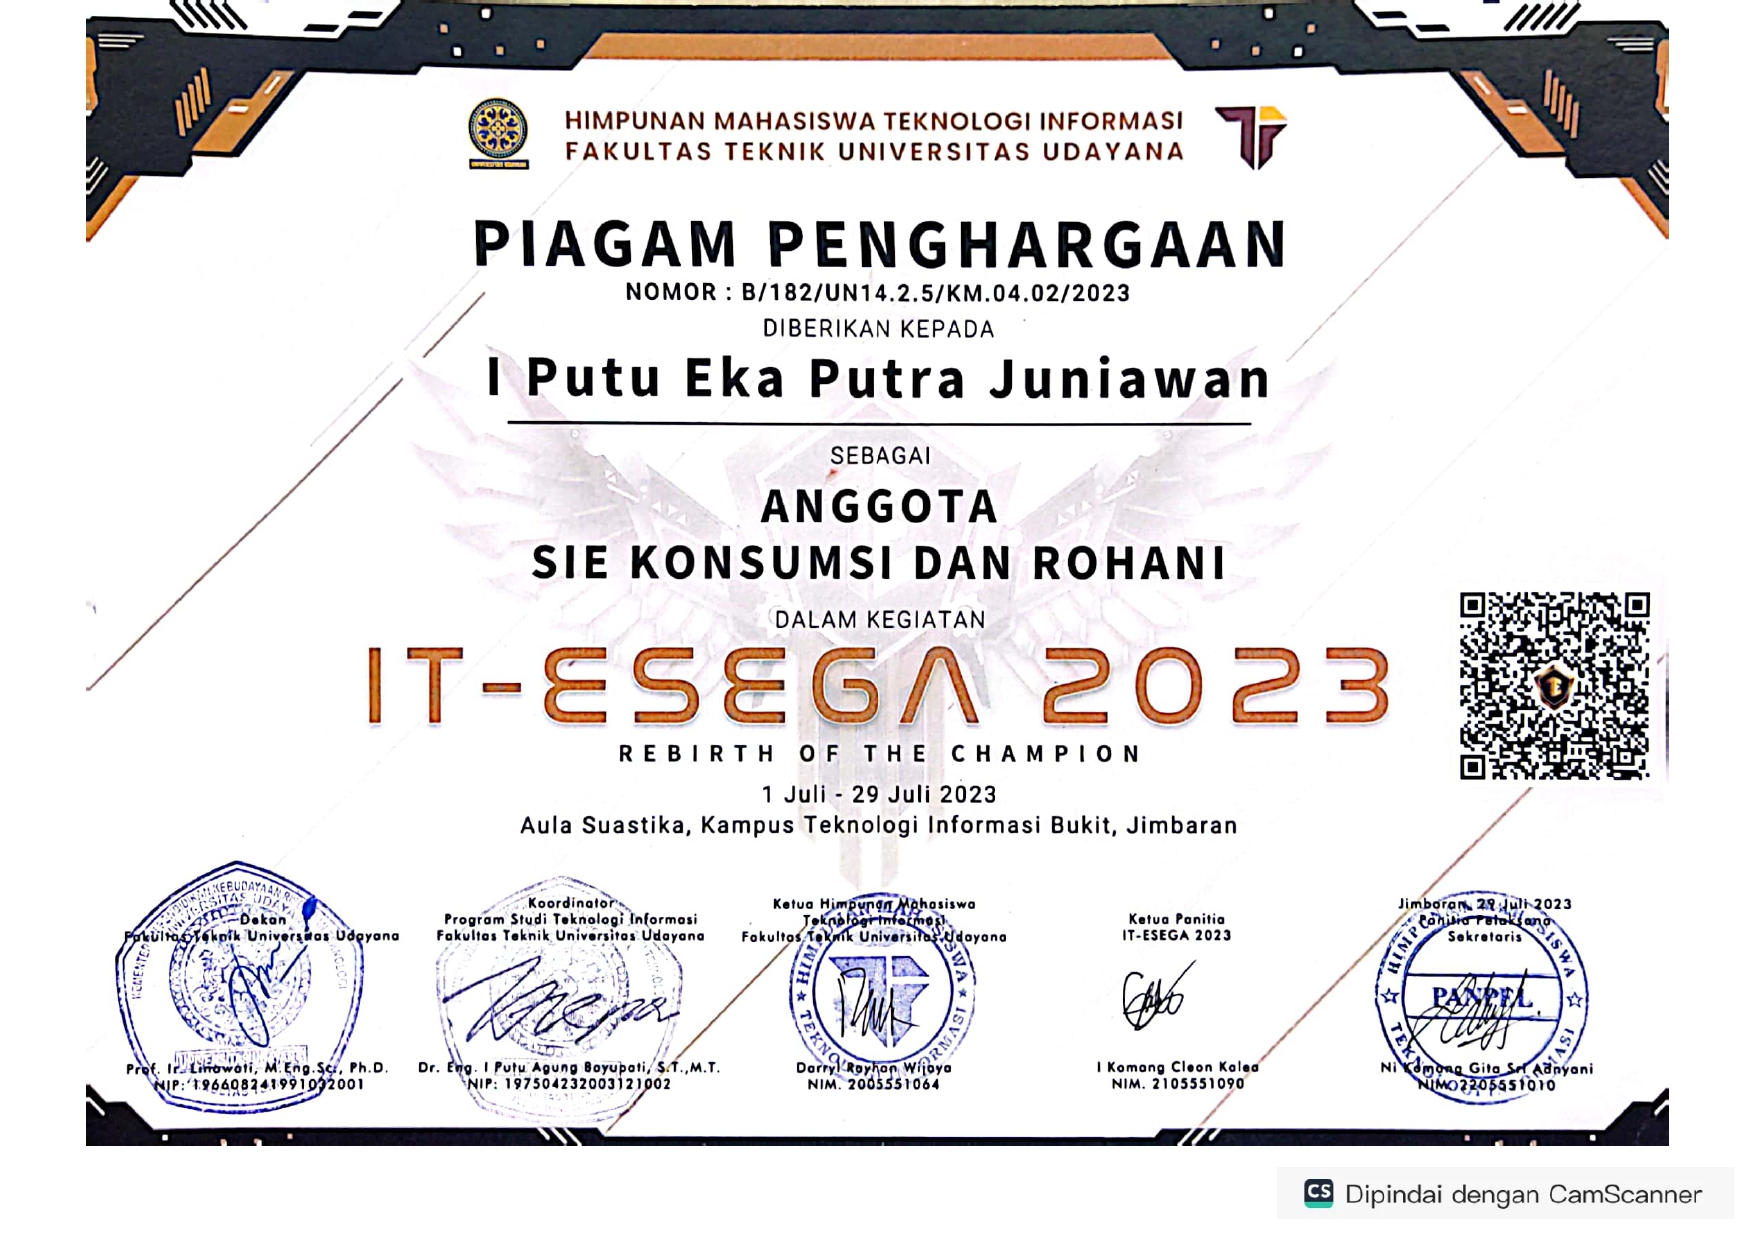 HIMPUNAN MAHASISWA TEKNOLOGI INFORMASI
FAKULTAS TEKNIK UNIVERSITAS UDAYANA
PIAGAM PENGHARGAAN
NOMOR : B/182/UN14.2.5/KM.04.02/2023
DIBERIKAN KEPADA
I Putu Eka Putra Juniawan
SEBAGAI
ANGGOTA
SIE KONSUMSI DAN ROHANI
DALAM KEGIATAN
IT-ESEGA 2023
REBIRTH OF THE CHAMPION
1 Juli - 29 Juli 2023
Aula Suastika, Kampus Teknologi Informasi Bukit, Jimbaran
Dekan
Fakultas Teknik Universitas Udayana
Prof. Ir. Linawati, M.Eng.Sc., Ph.D.
NIP: 196608241991032001
Koordinator
Program Studi Teknologi Informasi
Fakultas Teknik Universitas Udayana
Dr. Eng. I Putu Agung Bayupati, S.T.,M.T.
NIP: 197504232003121002
Ketua Himpunan Mahasiswa
Teknologi Informasi
Fakultas Teknik Universitas Udayana
Darryl Rayhan Wijaya
NIM. 2005551064
Ketua Panitia
IT-ESEGA 2023
I Komang Cleon Kalea
NIM. 2105551090
Jimbaran, 29 Juli 2023
Panitia Pelaksana
Sekretaris
PANPEL
Ni Komang Gita Sri Adnyani
NIM. 2205551010
CS Dipindai dengan CamScanner